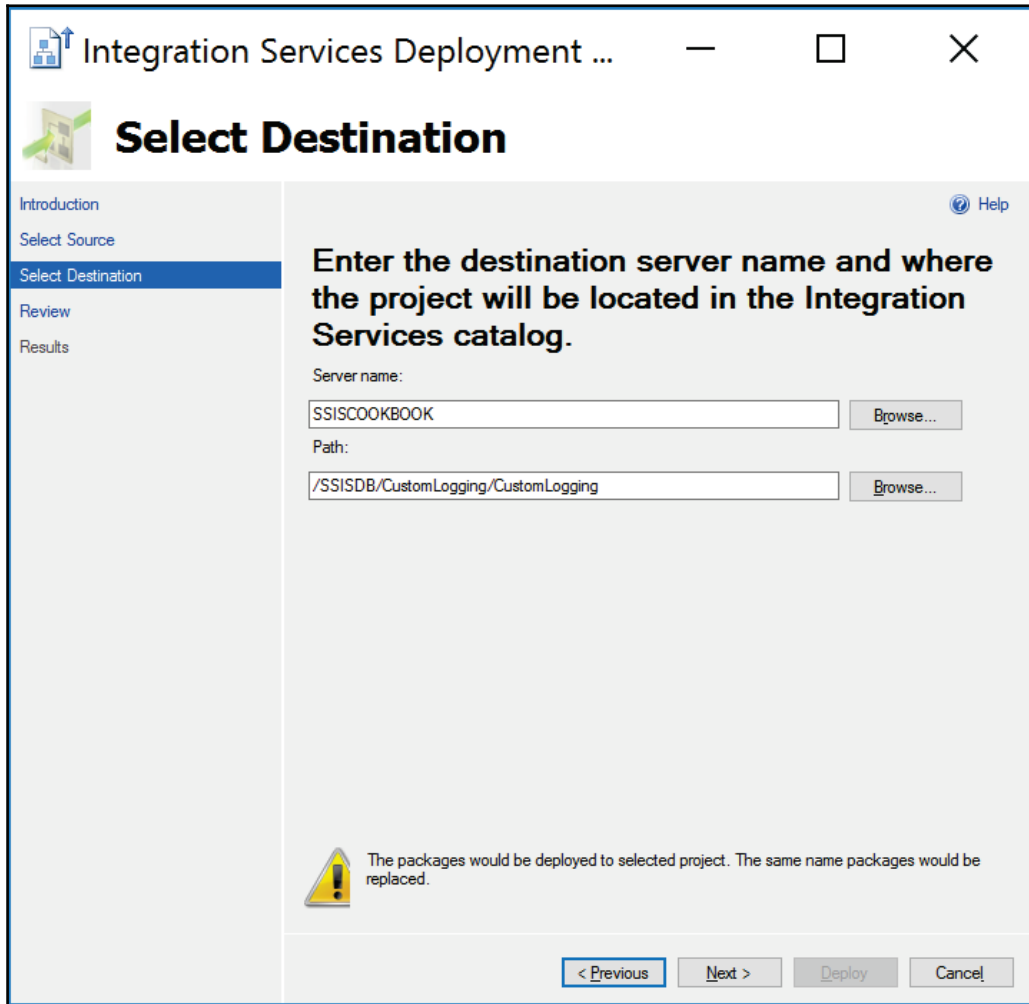 Integration Services Deployment ...
Select Destination
Introduction
Select Source
Select Destination
Review
Results
Help
Enter the destination server name and where
the project will be located in the Integration
Services catalog.
Server name:
SSISCOOKBOOK
Browse...
Path:
/SSISDB/CustomLogging/CustomLogging
Browse...
The packages would be deployed to selected project. The same name packages would be
replaced.
< Previous
Next >
Deploy
Cancel